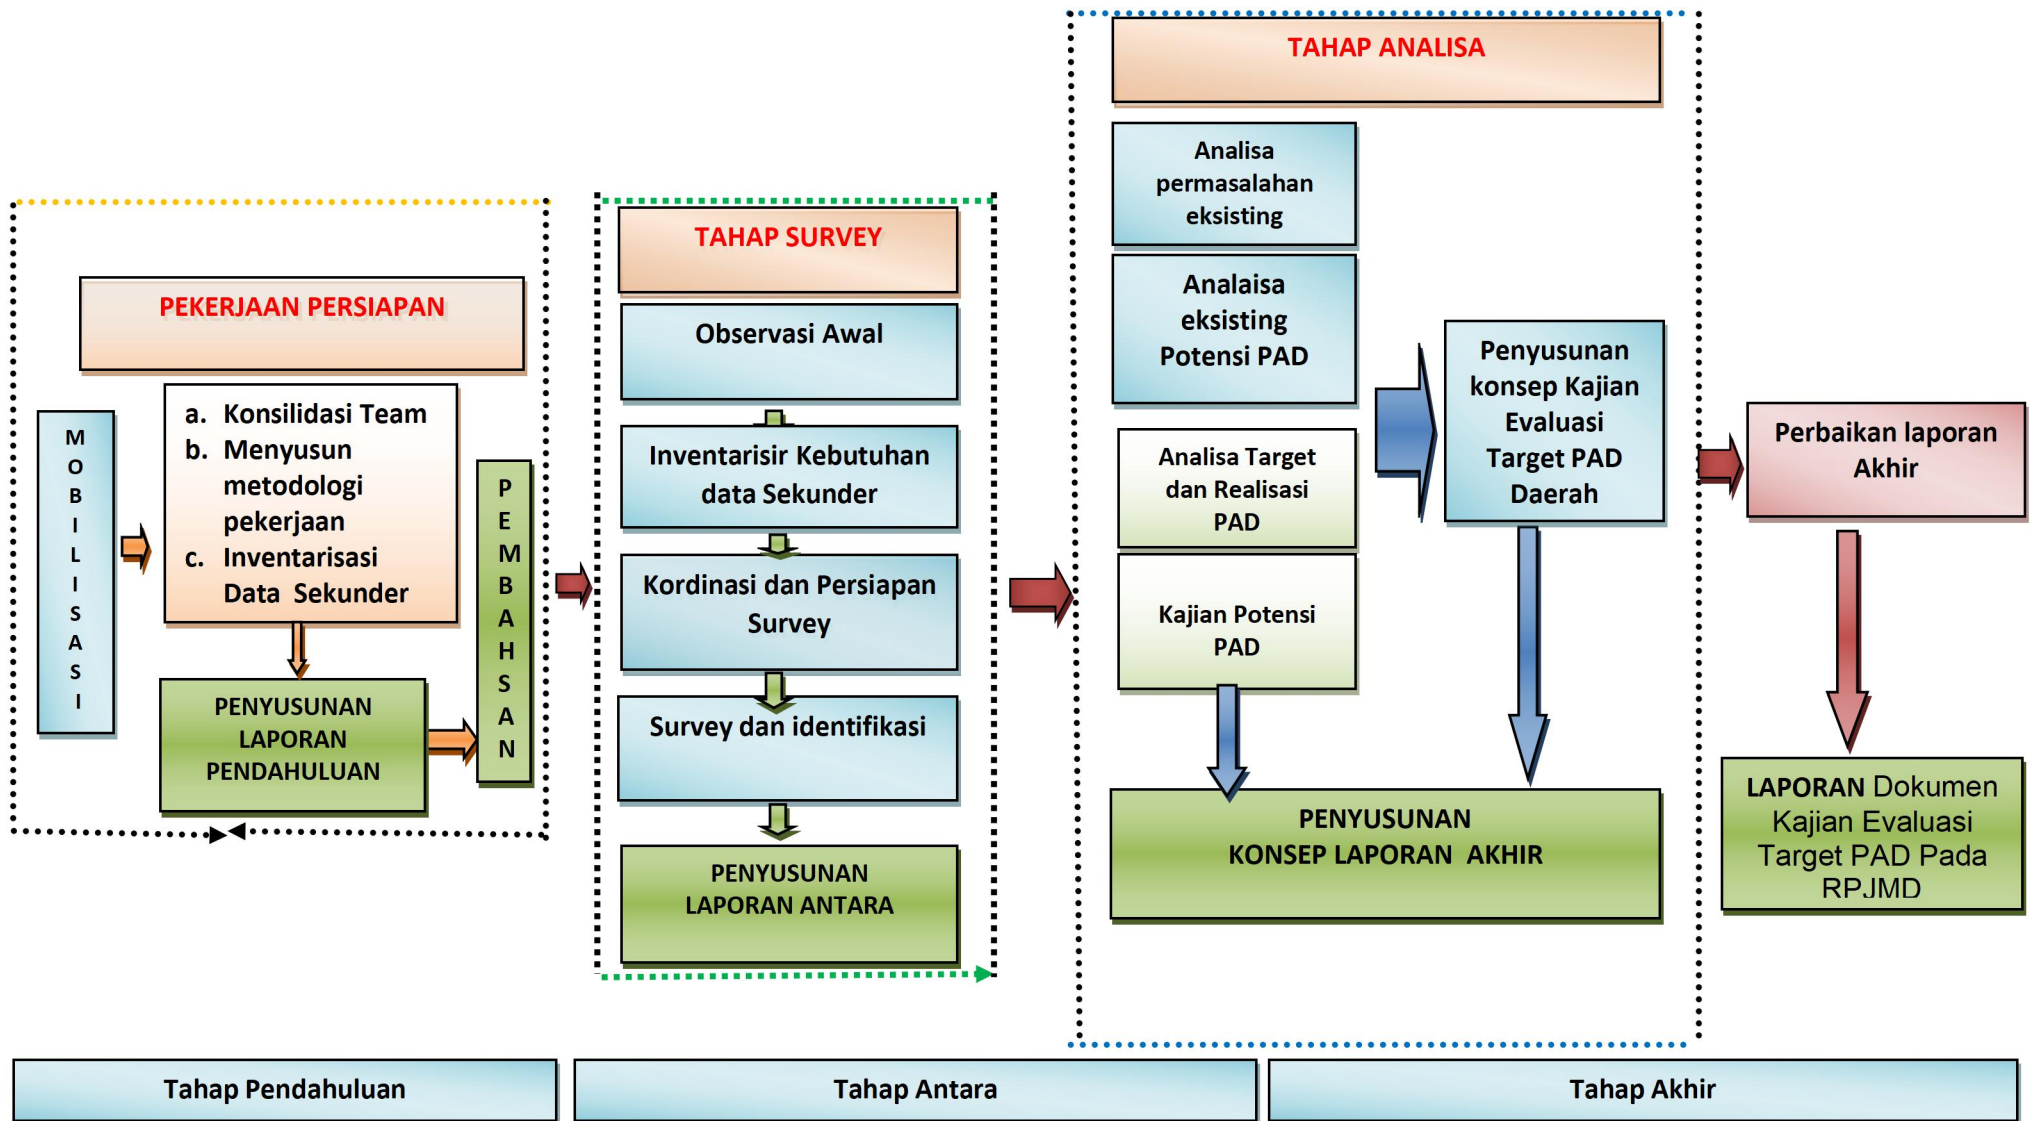 PEKERJAAN PERSIAPAN
MOBILISASI
a. Konsilidasi Team
b. Menyusun
metodologi
pekerjaan
c. Inventarisasi
Data Sekunder
PENYUSUNAN
LAPORAN
PENDAHULUAN
PEMBAHSAN
TAHAP SURVEY
Observasi Awal
Inventarisir Kebutuhan
data Sekunder
Kordinasi dan Persiapan
Survey
Survey dan identifikasi
PENYUSUNAN
LAPORAN ANTARA
TAHAP ANALISA
Analisa
permasalahan
eksisting
Analaisa
eksisting
Potensi PAD
Analisa Target
dan Realisasi
PAD
Kajian Potensi
PAD
Penyusunan
konsep Kajian
Evaluasi
Target PAD
Daerah
PENYUSUNAN
KONSEP LAPORAN AKHIR
Perbaikan laporan
Akhir
LAPORAN Dokumen
Kajian Evaluasi
Target PAD Pada
RPJMD
Tahap Pendahuluan
Tahap Antara
Tahap Akhir